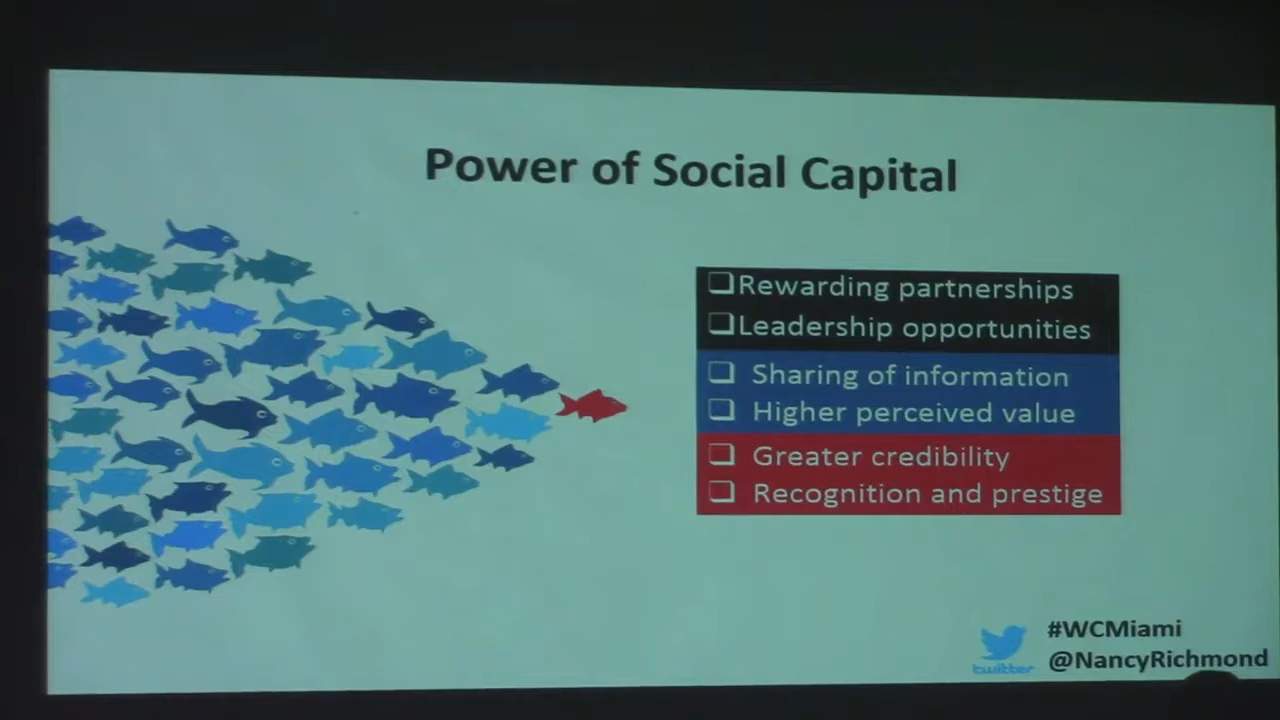 Power of Social Capital
❑Rewarding partnerships
❑Leadership opportunities
❑ Sharing of information
❑ Higher perceived value
❑ Greater credibility
❑ Recognition and prestige
#WCMiami
twitter @NancyRichmond